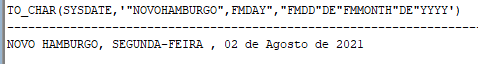 TO_CHAR(SYSDATE,'"NOVOHAMBURGO",FMDAY","FMDD"DE"FMMONTH"DE"YYYY')
--------------------------------------------------------------------------
NOVO HAMBURGO, SEGUNDA-FEIRA , 02 de Agosto de 2021